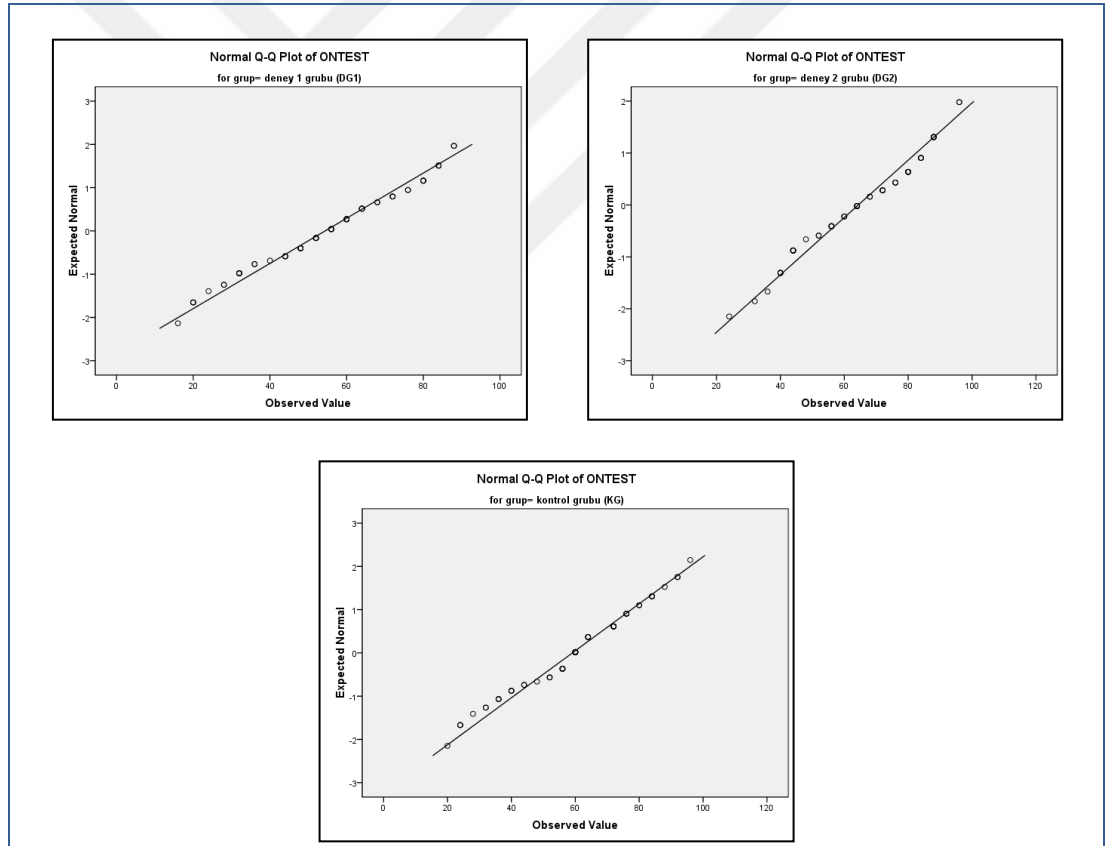 Normal Q-Q Plot of ONTEST
for grup= deney 1 grubu (DG1)
3
2
1
0
-1
-2
-3
Expected Normal
0 20 40 60 80 100
Observed Value
Normal Q-Q Plot of ONTEST
for grup= deney 2 grubu (DG2)
2
1
0
-1
-2
-3
Expected Normal
0 20 40 60 80 100 120
Observed Value
Normal Q-Q Plot of ONTEST
for grup= kontrol grubu (KG)
3
2
1
0
-1
-2
-3
Expected Normal
0 20 40 60 80 100 120
Observed Value